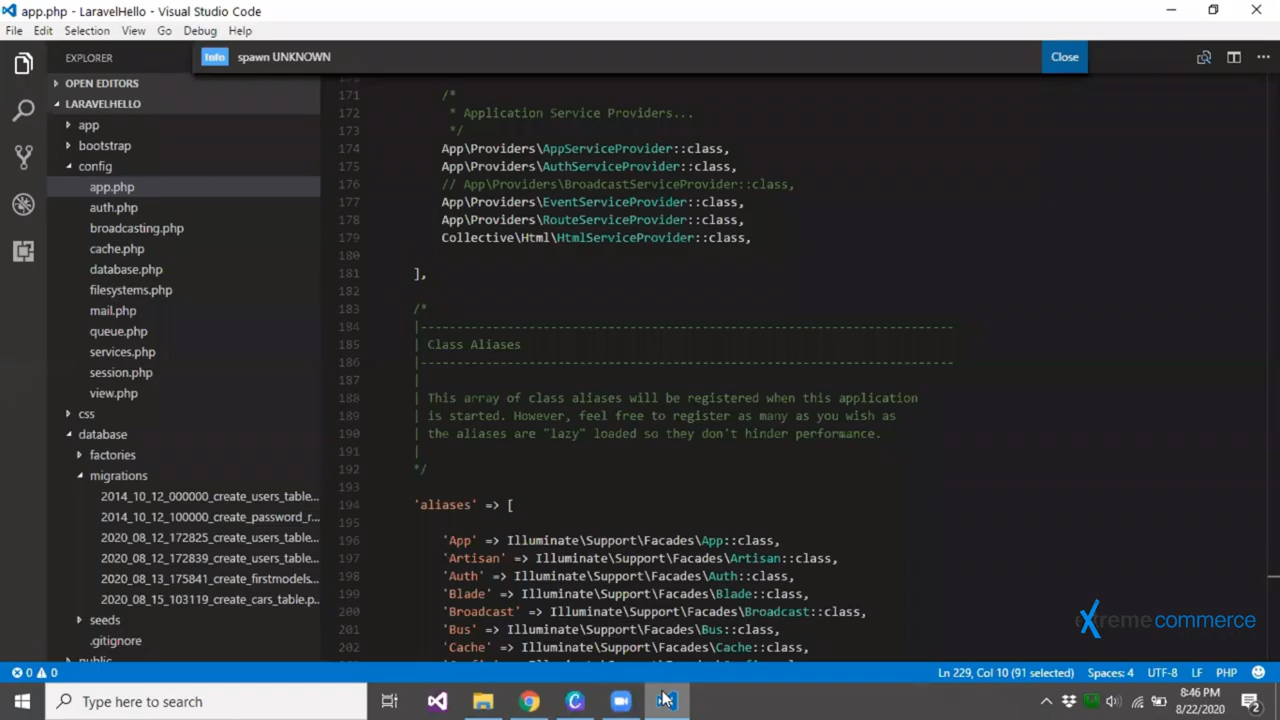 app.php - LaravelHello - Visual Studio Code
File Edit Selection View Go Debug Help
EXPLORER
Info spawn UNKNOWN Close
OPEN EDITORS
LARAVELHELLO
app
bootstrap
config
app.php
auth.php
broadcasting.php
cache.php
database.php
filesystems.php
mail.php
queue.php
services.php
session.php
view.php
css
database
factories
migrations
2014_10_12_000000_create_users_table...
2014_10_12_100000_create_password_r...
2020_08_12_172825_create_users_table...
2020_08_12_172839_create_users_table...
2020_08_13_175841_create_firstmodels...
2020_08_15_103119_create_cars_table.p...
seeds
.gitignore
public
171 /*
172 * Application Service Providers...
173 */
174 App\Providers\AppServiceProvider::class,
175 App\Providers\AuthServiceProvider::class,
176 // App\Providers\BroadcastServiceProvider::class,
177 App\Providers\EventServiceProvider::class,
178 App\Providers\RouteServiceProvider::class,
179 Collective\Html\HtmlServiceProvider::class,
180
181 ],
182
183 /*
184 |--------------------------------------------------------------------------
185 | Class Aliases
186 |--------------------------------------------------------------------------
187 |
188 | This array of class aliases will be registered when this application
189 | is started. However, feel free to register as many as you wish as
190 | the aliases are "lazy" loaded so they don't hinder performance.
191 |
192 */
193
194 'aliases' => [
195
196 'App' => Illuminate\Support\Facades\App::class,
197 'Artisan' => Illuminate\Support\Facades\Artisan::class,
198 'Auth' => Illuminate\Support\Facades\Auth::class,
199 'Blade' => Illuminate\Support\Facades\Blade::class,
200 'Broadcast' => Illuminate\Support\Facades\Broadcast::class,
201 'Bus' => Illuminate\Support\Facades\Bus::class,
202 'Cache' => Illuminate\Support\Facades\Cache::class,
extreme commerce
0 0 Ln 229, Col 10 (91 selected) Spaces: 4 UTF-8 LF PHP
Type here to search
8:46 PM
8/22/2020
2